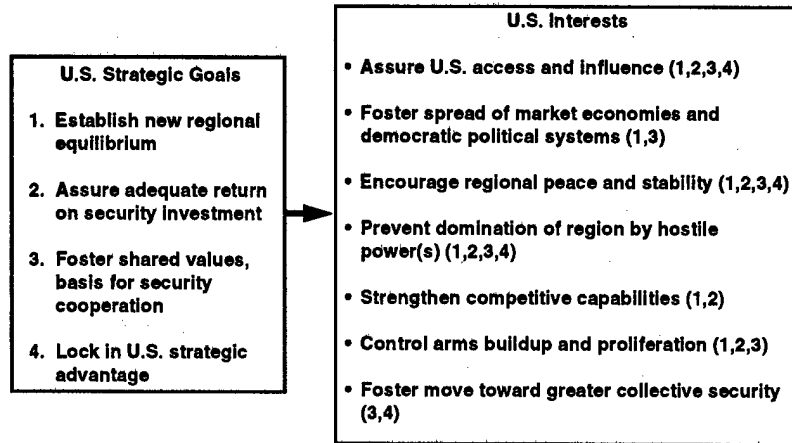 U.S. Strategic Goals
1. Establish new regional
equilibrium
2. Assure adequate return
on security investment
3. Foster shared values,
basis for security
cooperation
4. Lock in U.S. strategic
advantage
U.S. Interests
• Assure U.S. access and influence (1,2,3,4)
• Foster spread of market economies and
democratic political systems (1,3)
• Encourage regional peace and stability (1,2,3,4)
• Prevent domination of region by hostile
power(s) (1,2,3,4)
• Strengthen competitive capabilities (1,2)
• Control arms buildup and proliferation (1,2,3)
• Foster move toward greater collective security
(3,4)